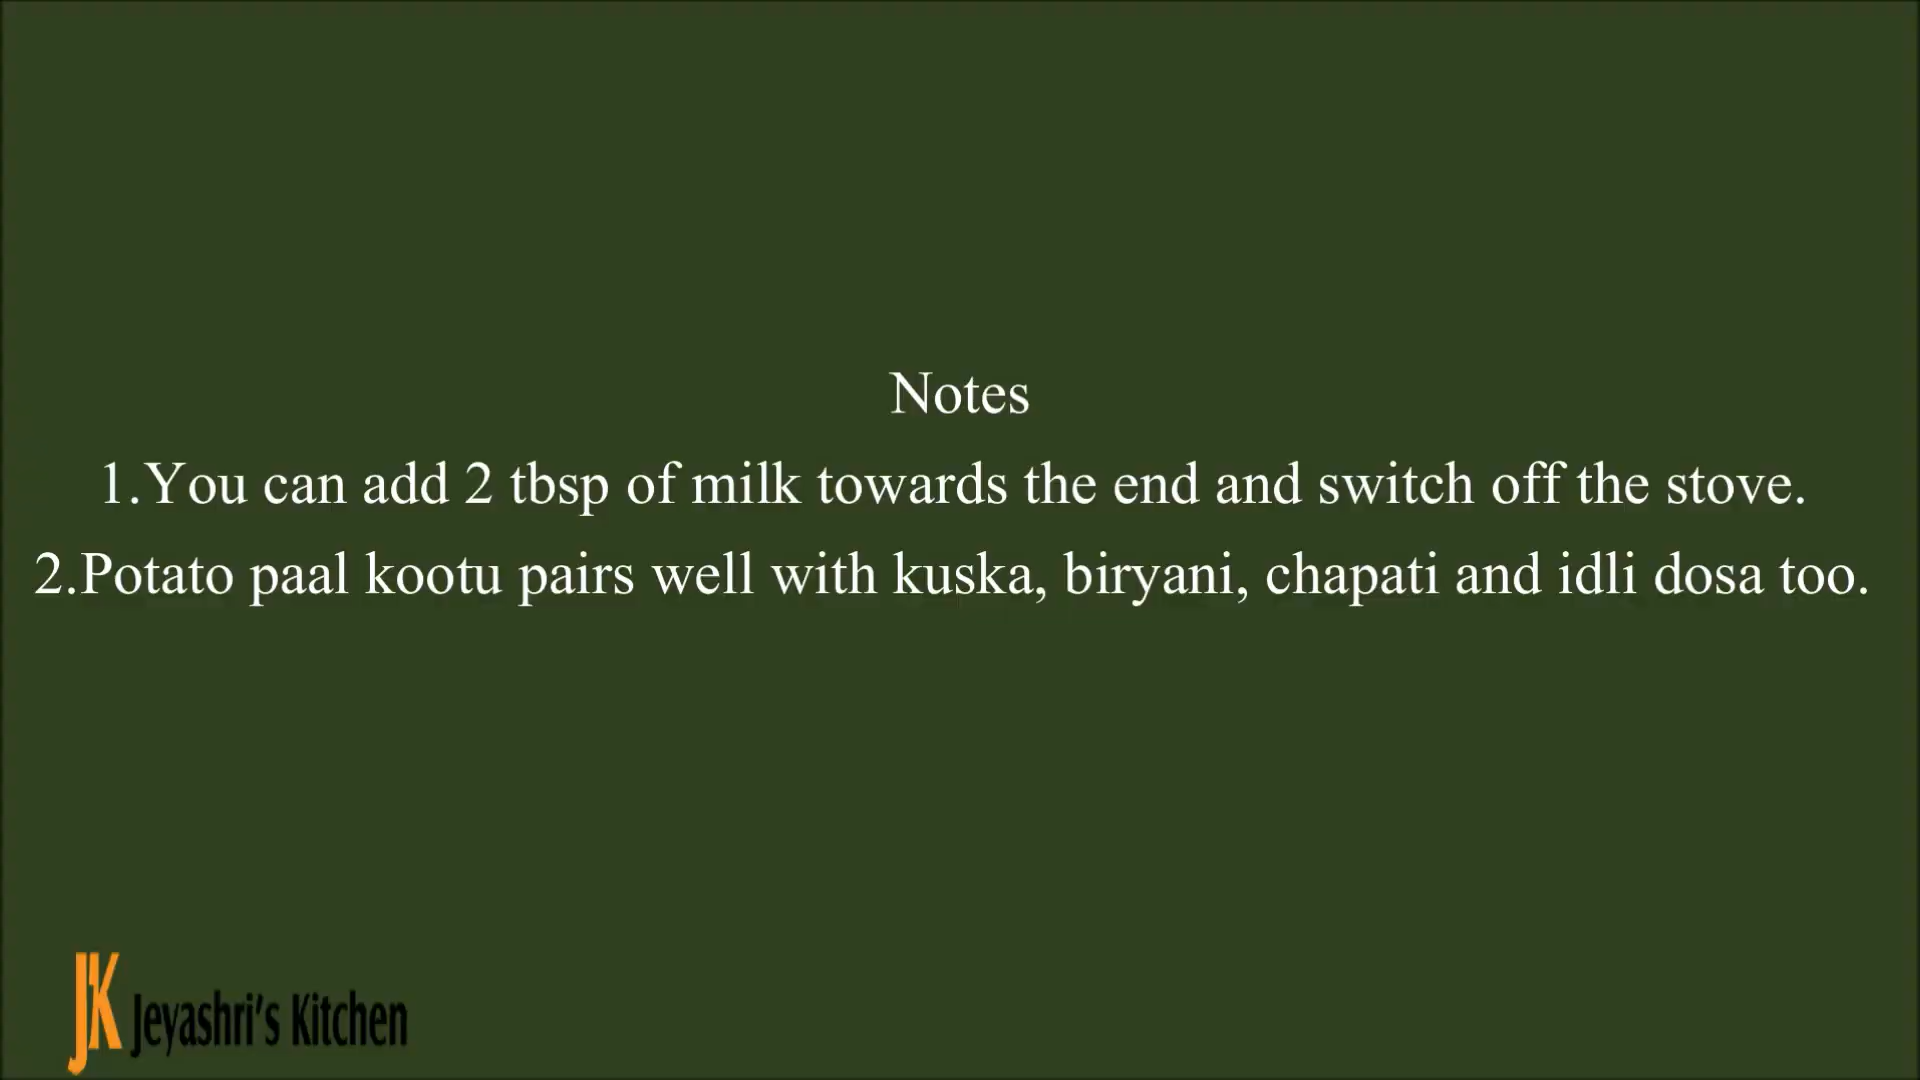 Notes
1.You can add 2 tbsp of milk towards the end and switch off the stove.
2.Potato paal kootu pairs well with kuska, biryani, chapati and idli dosa too.
JK Jeyashri's Kitchen